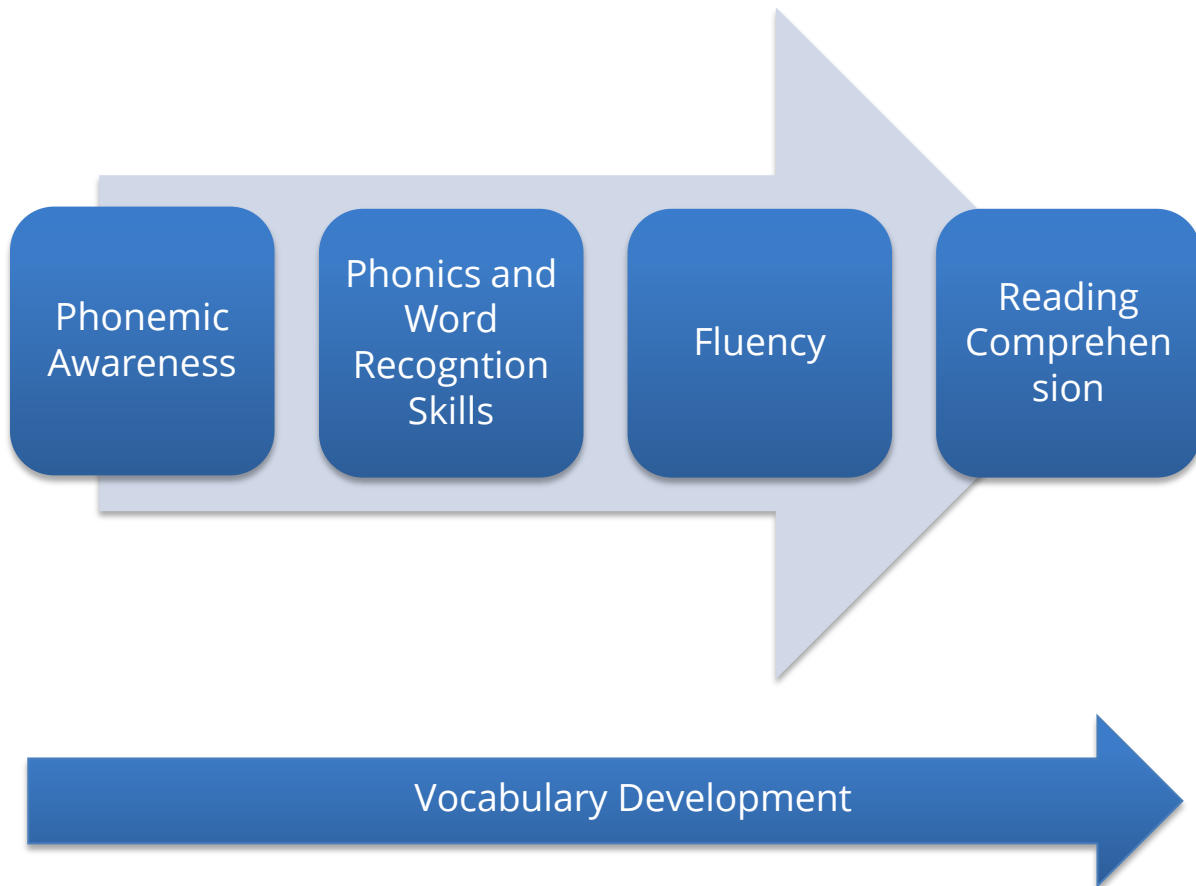 Phonemic
Awareness
Phonics and
Word
Recogntion
Skills
Fluency
Reading
Comprehen
sion
Vocabulary Development